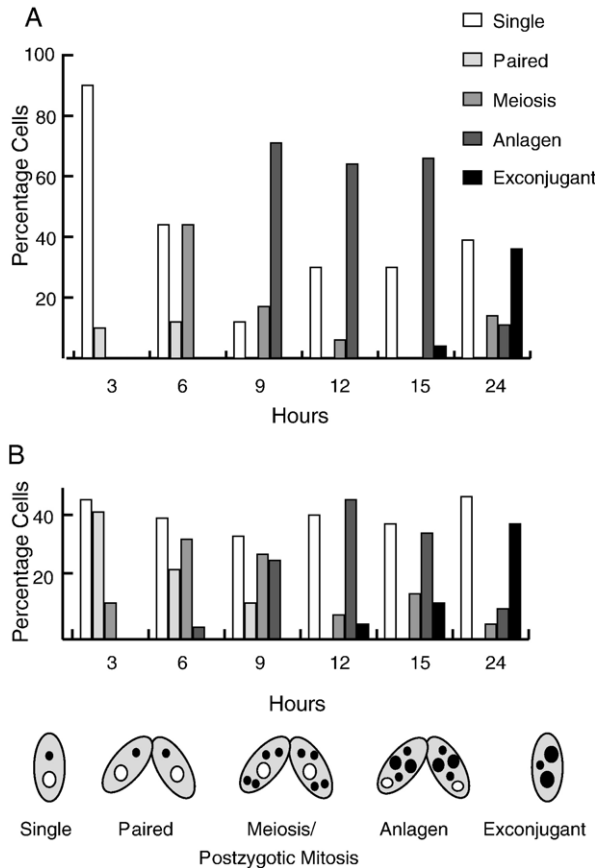 A
Single
Paired
Meiosis
Anlagen
Exconjugant
Percentage Cells
100
80
60
40
20
3 6 9 12 15 24
Hours
B
Percentage Cells
40
20
3 6 9 12 15 24
Hours
Single Paired Meiosis/ Anlagen Exconjugant
Postzygotic Mitosis